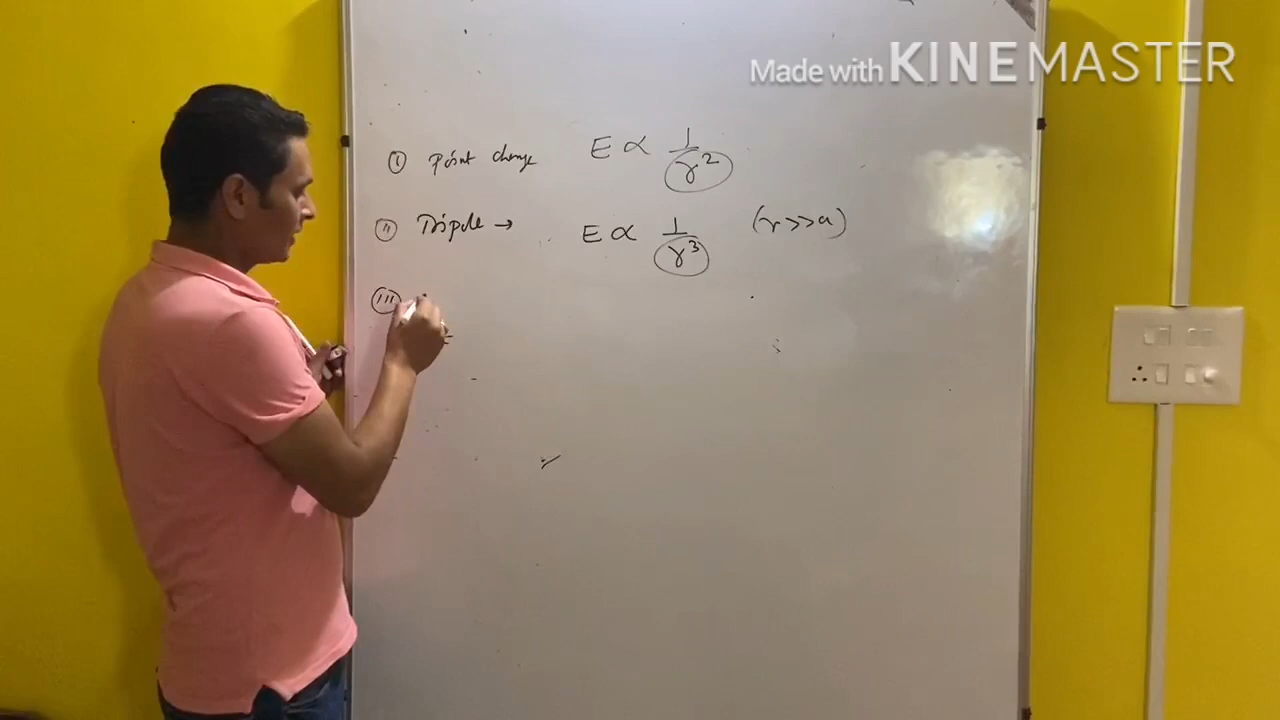 Made with KINEMASTER
(i) Point charge E ∝ 1/r²
(ii) Dipole → E ∝ 1/r³ (r>>a)
(iii)